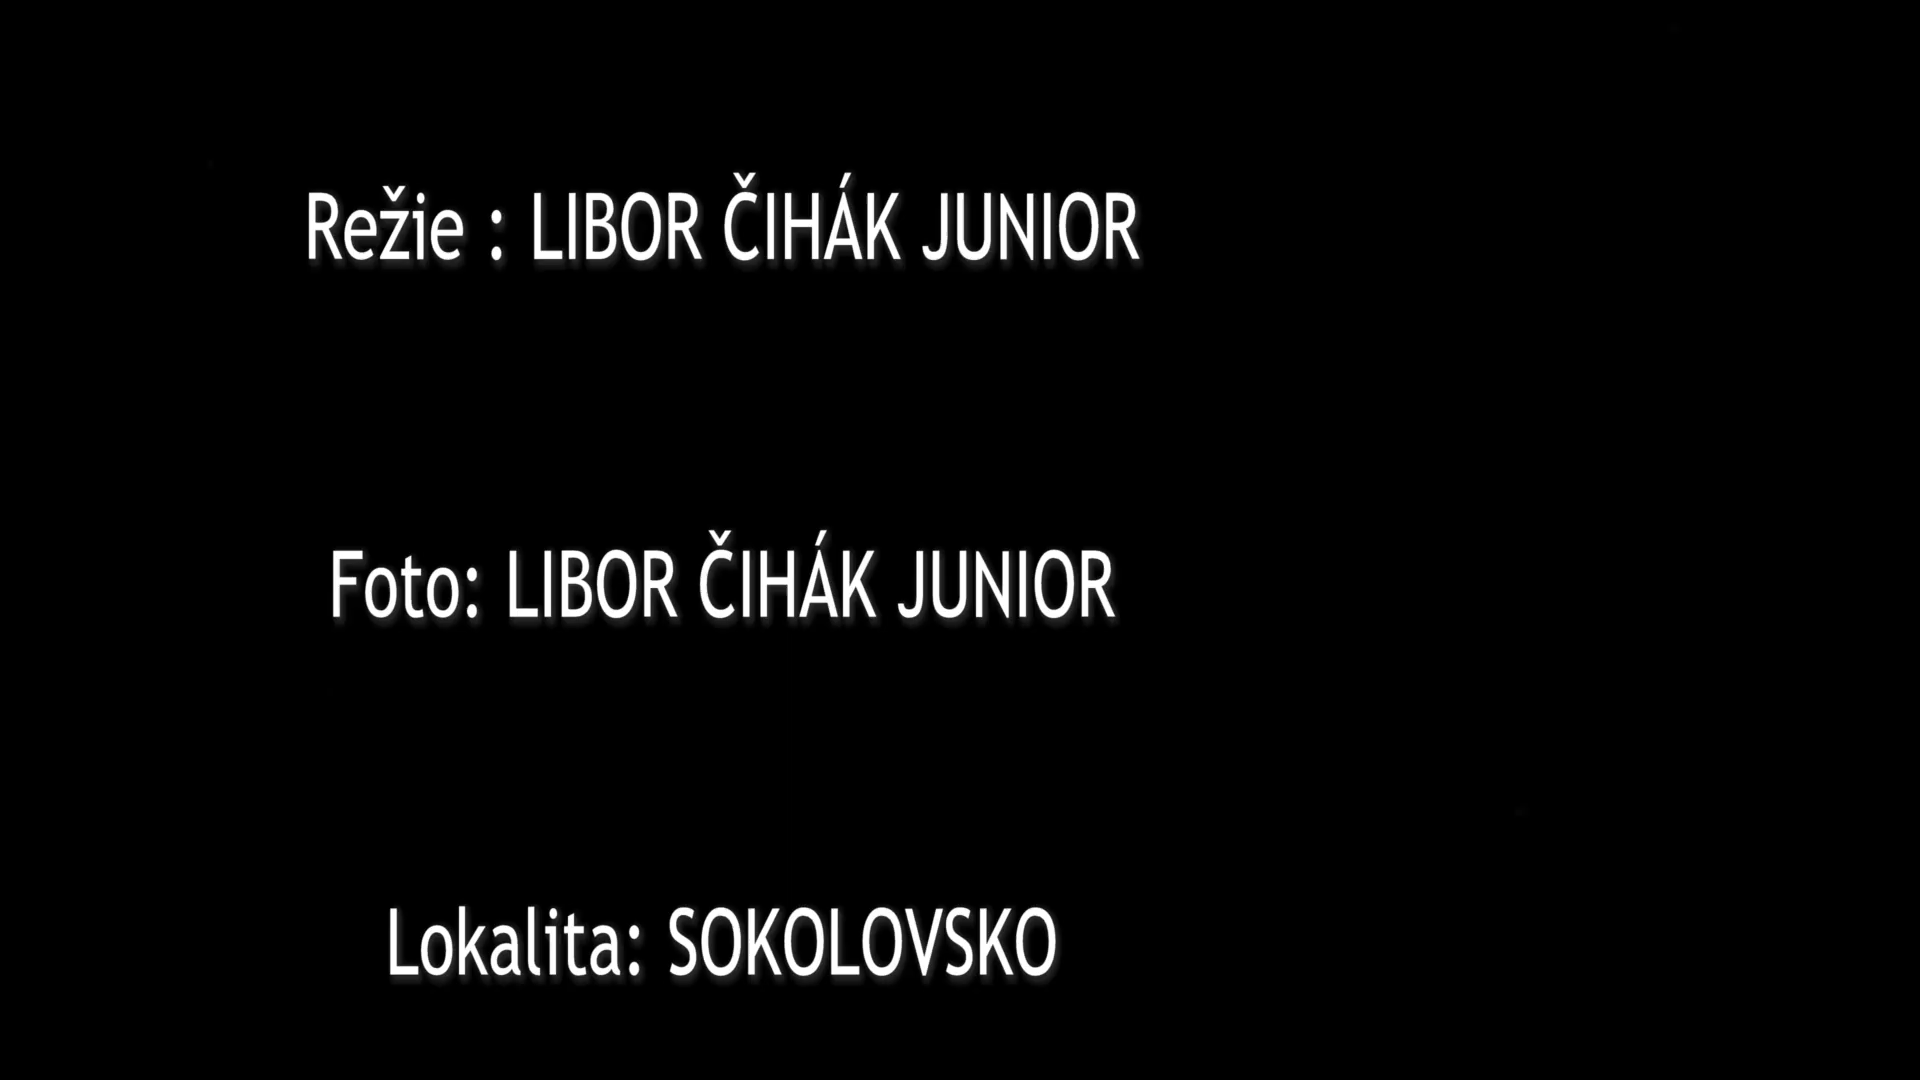 Režie : LIBOR ČIHÁK JUNIOR
Foto: LIBOR ČIHÁK JUNIOR
Lokalita: SOKOLOVSKO